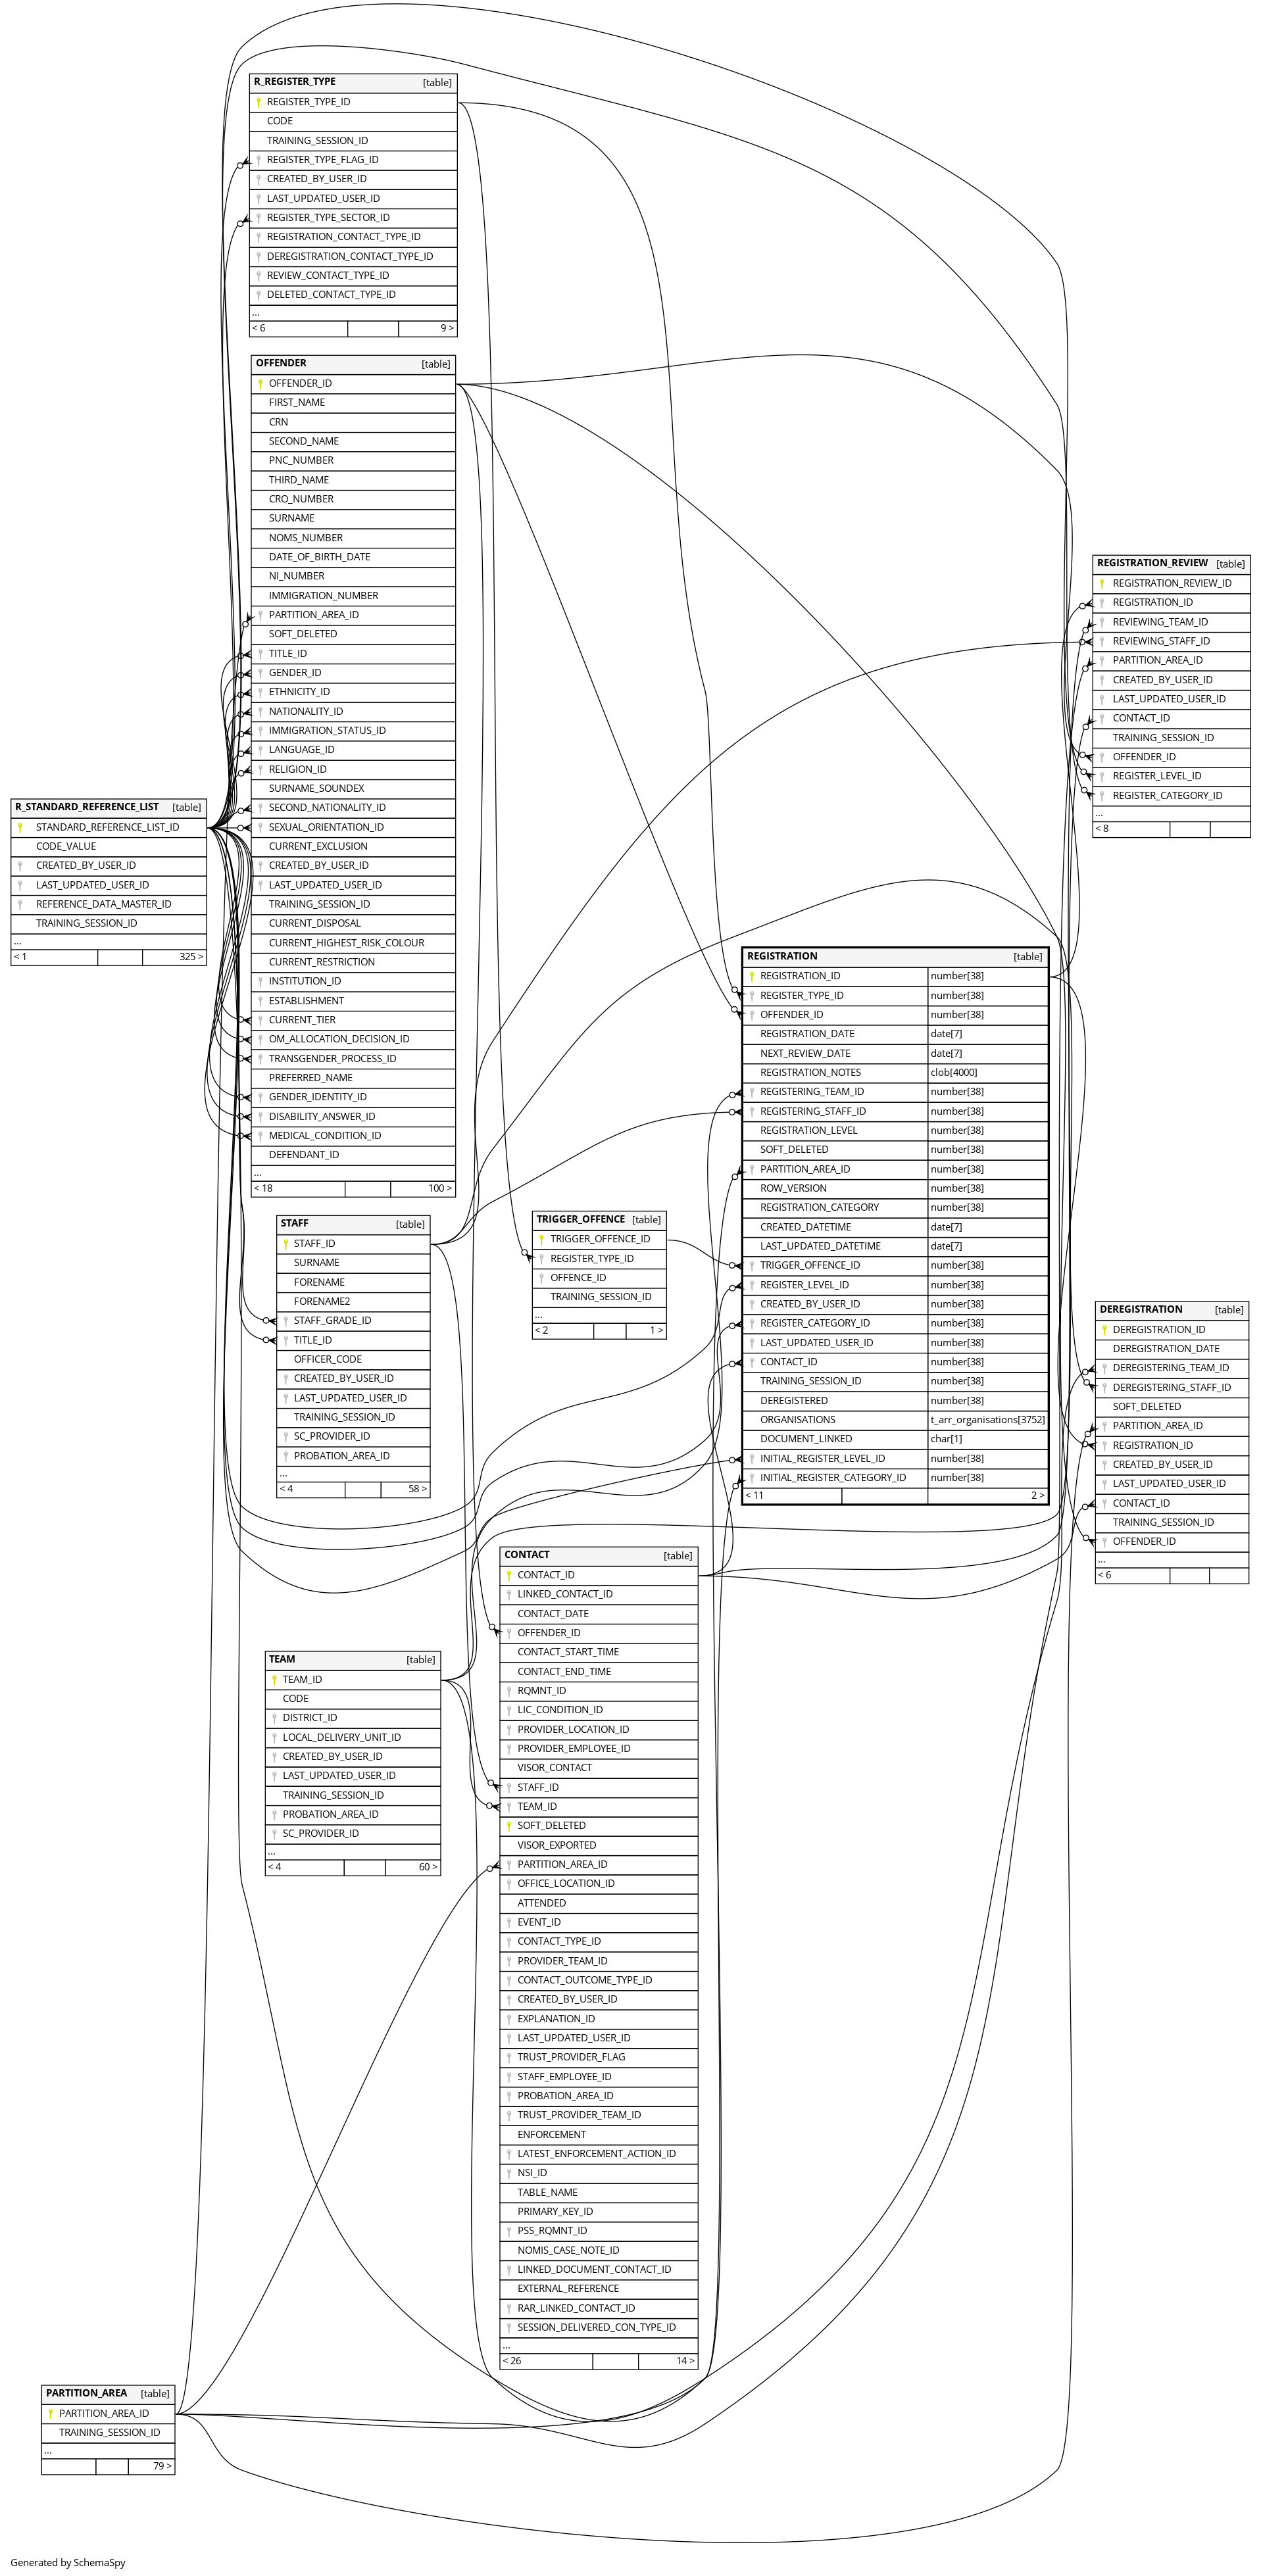 R_REGISTER_TYPE [table]
REGISTER_TYPE_ID
CODE
TRAINING_SESSION_ID
REGISTER_TYPE_FLAG_ID
CREATED_BY_USER_ID
LAST_UPDATED_USER_ID
REGISTER_TYPE_SECTOR_ID
REGISTRATION_CONTACT_TYPE_ID
DEREGISTRATION_CONTACT_TYPE_ID
REVIEW_CONTACT_TYPE_ID
DELETED_CONTACT_TYPE_ID
...
< 6 9 >
OFFENDER [table]
OFFENDER_ID
FIRST_NAME
CRN
SECOND_NAME
PNC_NUMBER
THIRD_NAME
CRO_NUMBER
SURNAME
NOMS_NUMBER
DATE_OF_BIRTH_DATE
NI_NUMBER
IMMIGRATION_NUMBER
PARTITION_AREA_ID
SOFT_DELETED
TITLE_ID
GENDER_ID
ETHNICITY_ID
NATIONALITY_ID
IMMIGRATION_STATUS_ID
LANGUAGE_ID
RELIGION_ID
SURNAME_SOUNDEX
SECOND_NATIONALITY_ID
SEXUAL_ORIENTATION_ID
CURRENT_EXCLUSION
CREATED_BY_USER_ID
LAST_UPDATED_USER_ID
TRAINING_SESSION_ID
CURRENT_DISPOSAL
CURRENT_HIGHEST_RISK_COLOUR
CURRENT_RESTRICTION
INSTITUTION_ID
ESTABLISHMENT
CURRENT_TIER
OM_ALLOCATION_DECISION_ID
TRANSGENDER_PROCESS_ID
PREFERRED_NAME
GENDER_IDENTITY_ID
DISABILITY_ANSWER_ID
MEDICAL_CONDITION_ID
DEFENDANT_ID
...
< 18 100 >
REGISTRATION_REVIEW [table]
REGISTRATION_REVIEW_ID
REGISTRATION_ID
REVIEWING_TEAM_ID
REVIEWING_STAFF_ID
PARTITION_AREA_ID
CREATED_BY_USER_ID
LAST_UPDATED_USER_ID
CONTACT_ID
TRAINING_SESSION_ID
OFFENDER_ID
REGISTER_LEVEL_ID
REGISTER_CATEGORY_ID
...
< 8
R_STANDARD_REFERENCE_LIST [table]
STANDARD_REFERENCE_LIST_ID
CODE_VALUE
CREATED_BY_USER_ID
LAST_UPDATED_USER_ID
REFERENCE_DATA_MASTER_ID
TRAINING_SESSION_ID
...
< 1 325 >
REGISTRATION [table]
REGISTRATION_ID number[38]
REGISTER_TYPE_ID number[38]
OFFENDER_ID number[38]
REGISTRATION_DATE date[7]
NEXT_REVIEW_DATE date[7]
REGISTRATION_NOTES clob[4000]
REGISTERING_TEAM_ID number[38]
REGISTERING_STAFF_ID number[38]
REGISTRATION_LEVEL number[38]
SOFT_DELETED number[38]
PARTITION_AREA_ID number[38]
ROW_VERSION number[38]
REGISTRATION_CATEGORY number[38]
CREATED_DATETIME date[7]
LAST_UPDATED_DATETIME date[7]
TRIGGER_OFFENCE_ID number[38]
REGISTER_LEVEL_ID number[38]
CREATED_BY_USER_ID number[38]
REGISTER_CATEGORY_ID number[38]
LAST_UPDATED_USER_ID number[38]
CONTACT_ID number[38]
TRAINING_SESSION_ID number[38]
DEREGISTERED number[38]
ORGANISATIONS t_arr_organisations[3752]
DOCUMENT_LINKED char[1]
INITIAL_REGISTER_LEVEL_ID number[38]
INITIAL_REGISTER_CATEGORY_ID number[38]
< 11 2 >
STAFF [table]
STAFF_ID
SURNAME
FORENAME
FORENAME2
STAFF_GRADE_ID
TITLE_ID
OFFICER_CODE
CREATED_BY_USER_ID
LAST_UPDATED_USER_ID
TRAINING_SESSION_ID
SC_PROVIDER_ID
PROBATION_AREA_ID
...
< 4 58 >
TRIGGER_OFFENCE [table]
TRIGGER_OFFENCE_ID
REGISTER_TYPE_ID
OFFENCE_ID
TRAINING_SESSION_ID
...
< 2 1 >
DEREGISTRATION [table]
DEREGISTRATION_ID
DEREGISTRATION_DATE
DEREGISTERING_TEAM_ID
DEREGISTERING_STAFF_ID
SOFT_DELETED
PARTITION_AREA_ID
REGISTRATION_ID
CREATED_BY_USER_ID
LAST_UPDATED_USER_ID
CONTACT_ID
TRAINING_SESSION_ID
OFFENDER_ID
...
< 6
CONTACT [table]
CONTACT_ID
LINKED_CONTACT_ID
CONTACT_DATE
OFFENDER_ID
CONTACT_START_TIME
CONTACT_END_TIME
RQMNT_ID
LIC_CONDITION_ID
PROVIDER_LOCATION_ID
PROVIDER_EMPLOYEE_ID
VISOR_CONTACT
STAFF_ID
TEAM_ID
SOFT_DELETED
VISOR_EXPORTED
PARTITION_AREA_ID
OFFICE_LOCATION_ID
ATTENDED
EVENT_ID
CONTACT_TYPE_ID
PROVIDER_TEAM_ID
CONTACT_OUTCOME_TYPE_ID
CREATED_BY_USER_ID
EXPLANATION_ID
LAST_UPDATED_USER_ID
TRUST_PROVIDER_FLAG
STAFF_EMPLOYEE_ID
PROBATION_AREA_ID
TRUST_PROVIDER_TEAM_ID
ENFORCEMENT
LATEST_ENFORCEMENT_ACTION_ID
NSI_ID
TABLE_NAME
PRIMARY_KEY_ID
PSS_RQMNT_ID
NOMIS_CASE_NOTE_ID
LINKED_DOCUMENT_CONTACT_ID
EXTERNAL_REFERENCE
RAR_LINKED_CONTACT_ID
SESSION_DELIVERED_CON_TYPE_ID
...
< 26 14 >
TEAM [table]
TEAM_ID
CODE
DISTRICT_ID
LOCAL_DELIVERY_UNIT_ID
CREATED_BY_USER_ID
LAST_UPDATED_USER_ID
TRAINING_SESSION_ID
PROBATION_AREA_ID
SC_PROVIDER_ID
...
< 4 60 >
PARTITION_AREA [table]
PARTITION_AREA_ID
TRAINING_SESSION_ID
...
79 >
Generated by SchemaSpy